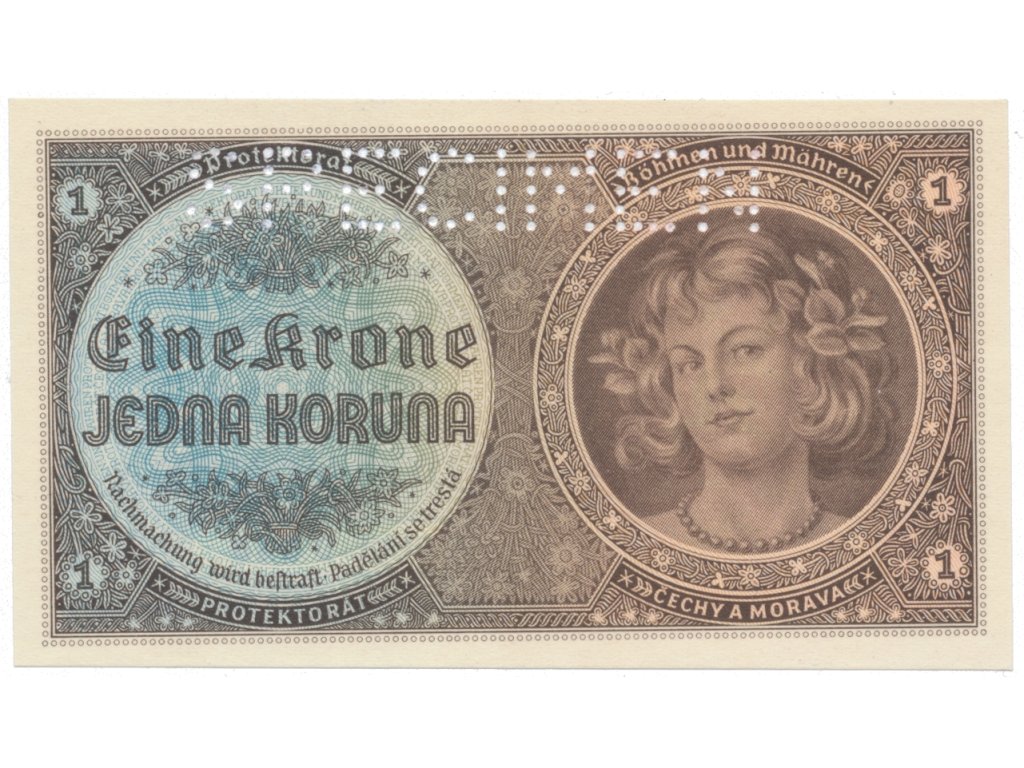 SPECIMEN
Protektorat
Böhmen und Mähren
1
1
Eine Krone
JEDNA KORUNA
Nachmachung wird bestraft · Padělání se trestá
1
1
PROTEKTORÁT
ČECHY A MORAVA